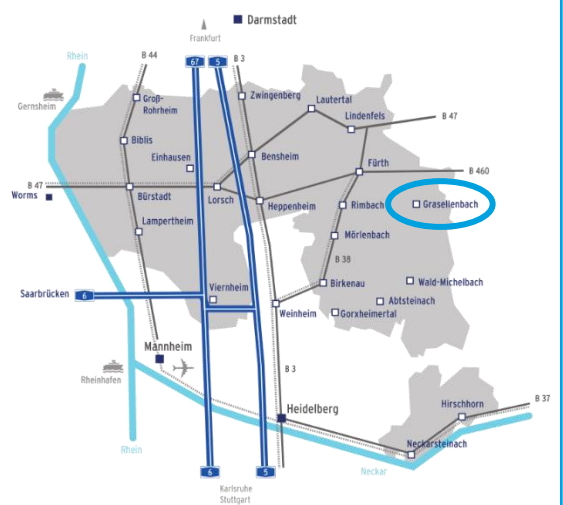 Darmstadt
Frankfurt
Rhein
B 44
67
5
B 3
Gernsheim
Groß-
Rohrheim
Zwingenberg
Lautertal
Lindenfels
B 47
Biblis
Einhausen
Bensheim
Fürth
B 460
B 47
Worms
Bürstadt
Lorsch
Heppenheim
Rimbach
Grasellenbach
Lampertheim
Mörlenbach
B 38
Saarbrücken
6
Viernheim
Birkenau
Wald-Michelbach
Abtsteinach
Weinheim
Gorxheimertal
Mannheim
Rheinhafen
B 3
Heidelberg
Hirschhorn
B 37
Rhein
Neckarsteinach
Neckar
6
5
Karlsruhe
Stuttgart